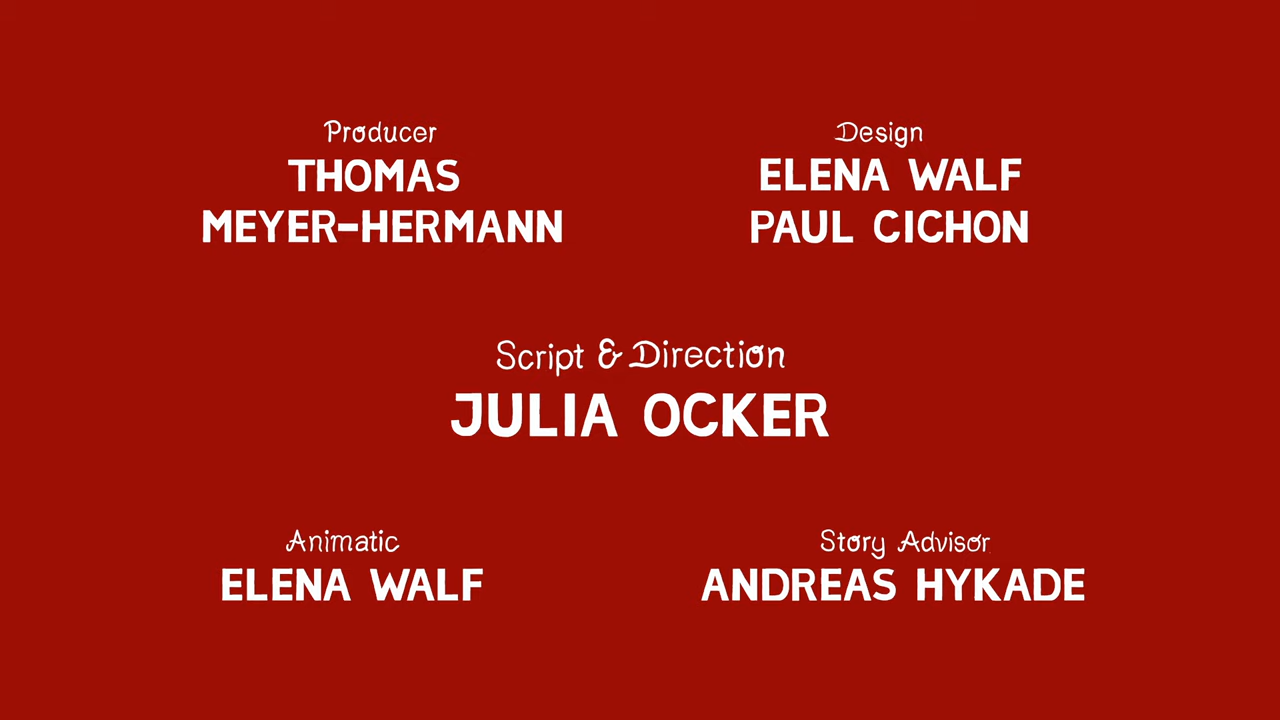 Producer
THOMAS
MEYER-HERMANN
Design
ELENA WALF
PAUL CICHON
Script & Direction
JULIA OCKER
Animatic
ELENA WALF
Story Advisor
ANDREAS HYKADE